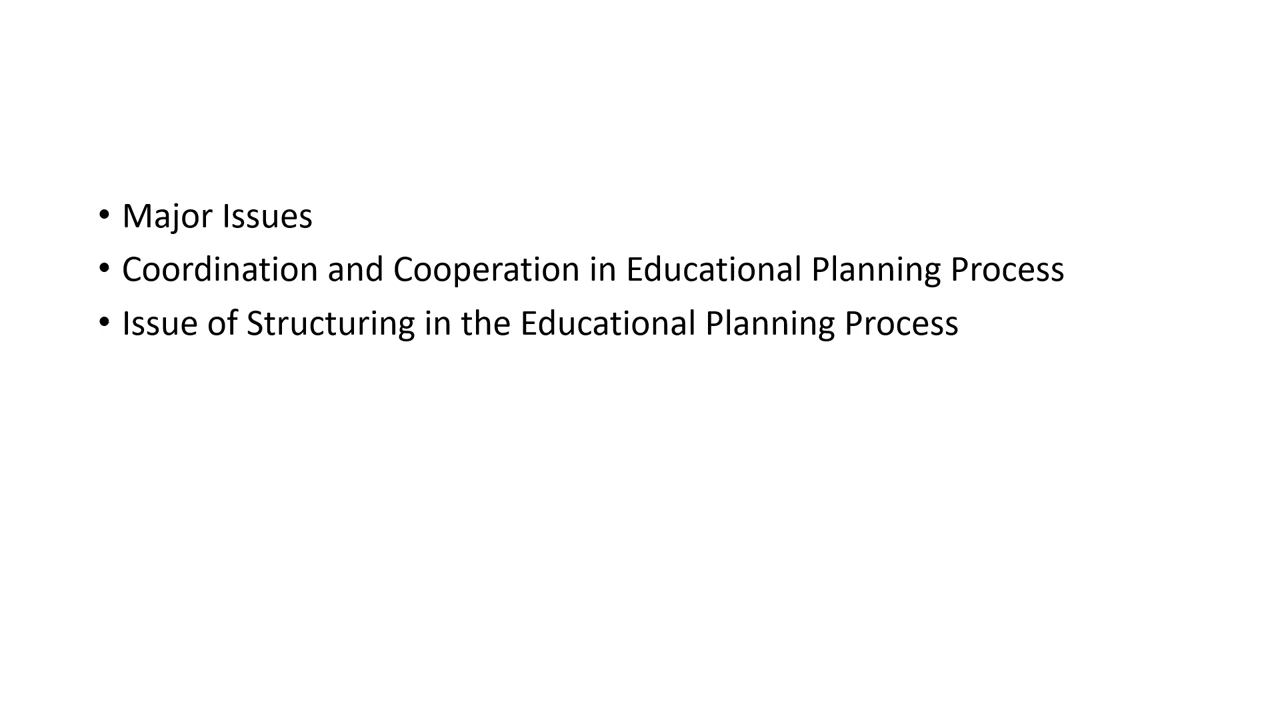 • Major Issues
• Coordination and Cooperation in Educational Planning Process
• Issue of Structuring in the Educational Planning Process